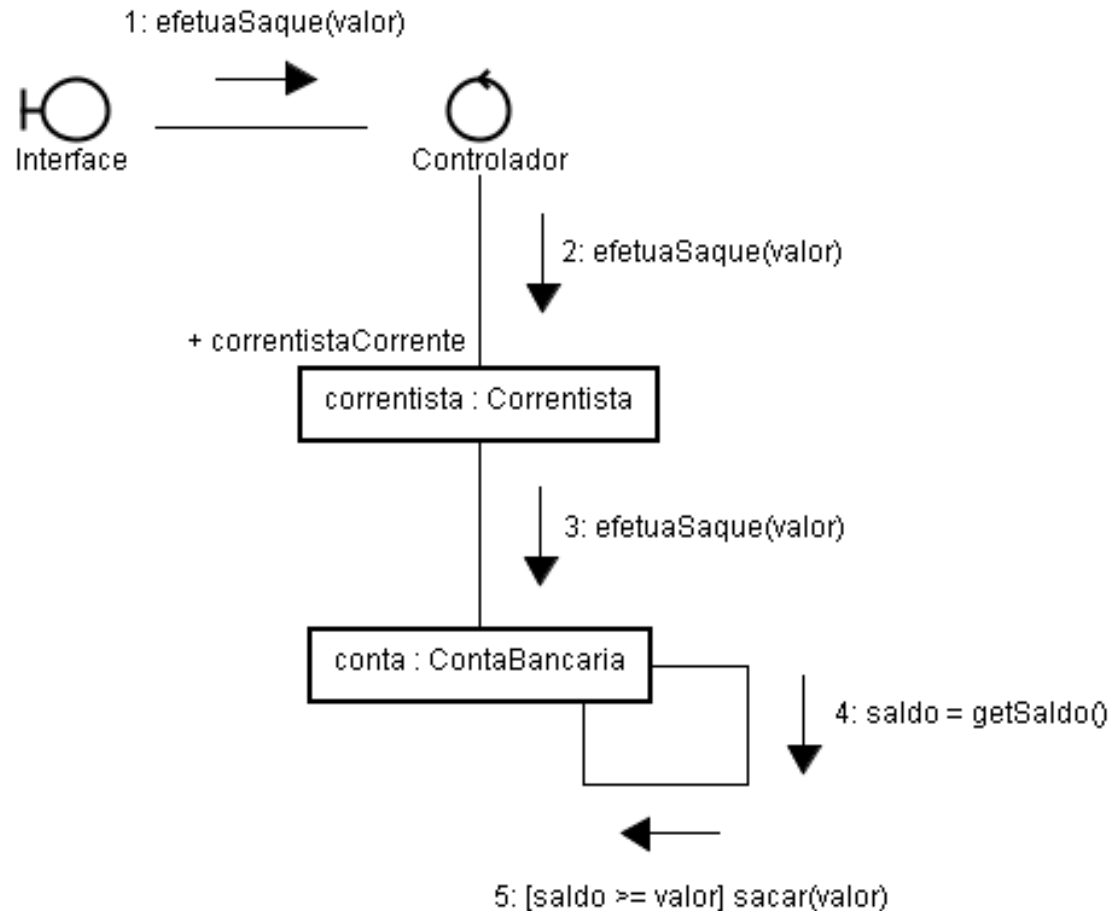 1: efetuaSaque(valor)
Interface
Controlador
2: efetuaSaque(valor)
+ correntistaCorrente
correntista : Correntista
3: efetuaSaque(valor)
conta : ContaBancaria
4: saldo = getSaldo()
5: [saldo >= valor] sacar(valor)